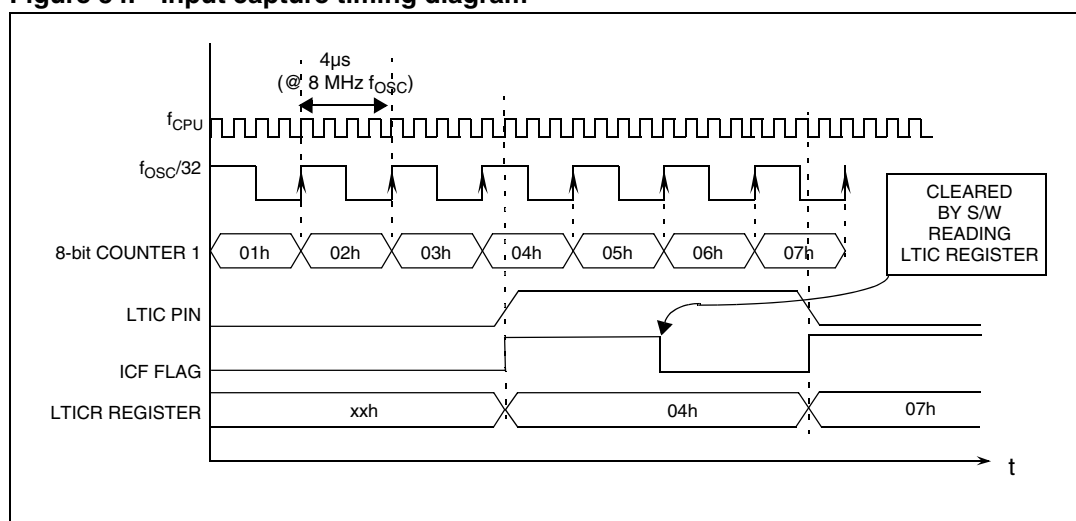 Figure 54. Input capture timing diagram
4µs
(@ 8 MHz fOSC)
fCPU
fOSC/32
CLEARED
BY S/W
READING
LTIC REGISTER
8-bit COUNTER 1
01h 02h 03h 04h 05h 06h 07h
LTIC PIN
ICF FLAG
LTICR REGISTER
xxh 04h 07h
t